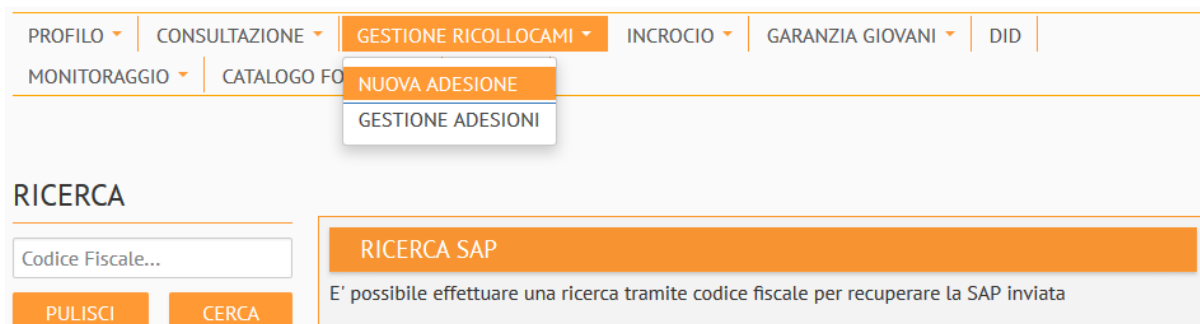 PROFILO CONSULTAZIONE GESTIONE RICOLLOCAMI INCROCIO GARANZIA GIOVANI DID
MONITORAGGIO CATALOGO
NUOVA ADESIONE
GESTIONE ADESIONI
RICERCA
Codice Fiscale...
PULISCI CERCA
RICERCA SAP
E' possibile effettuare una ricerca tramite codice fiscale per recuperare la SAP inviata